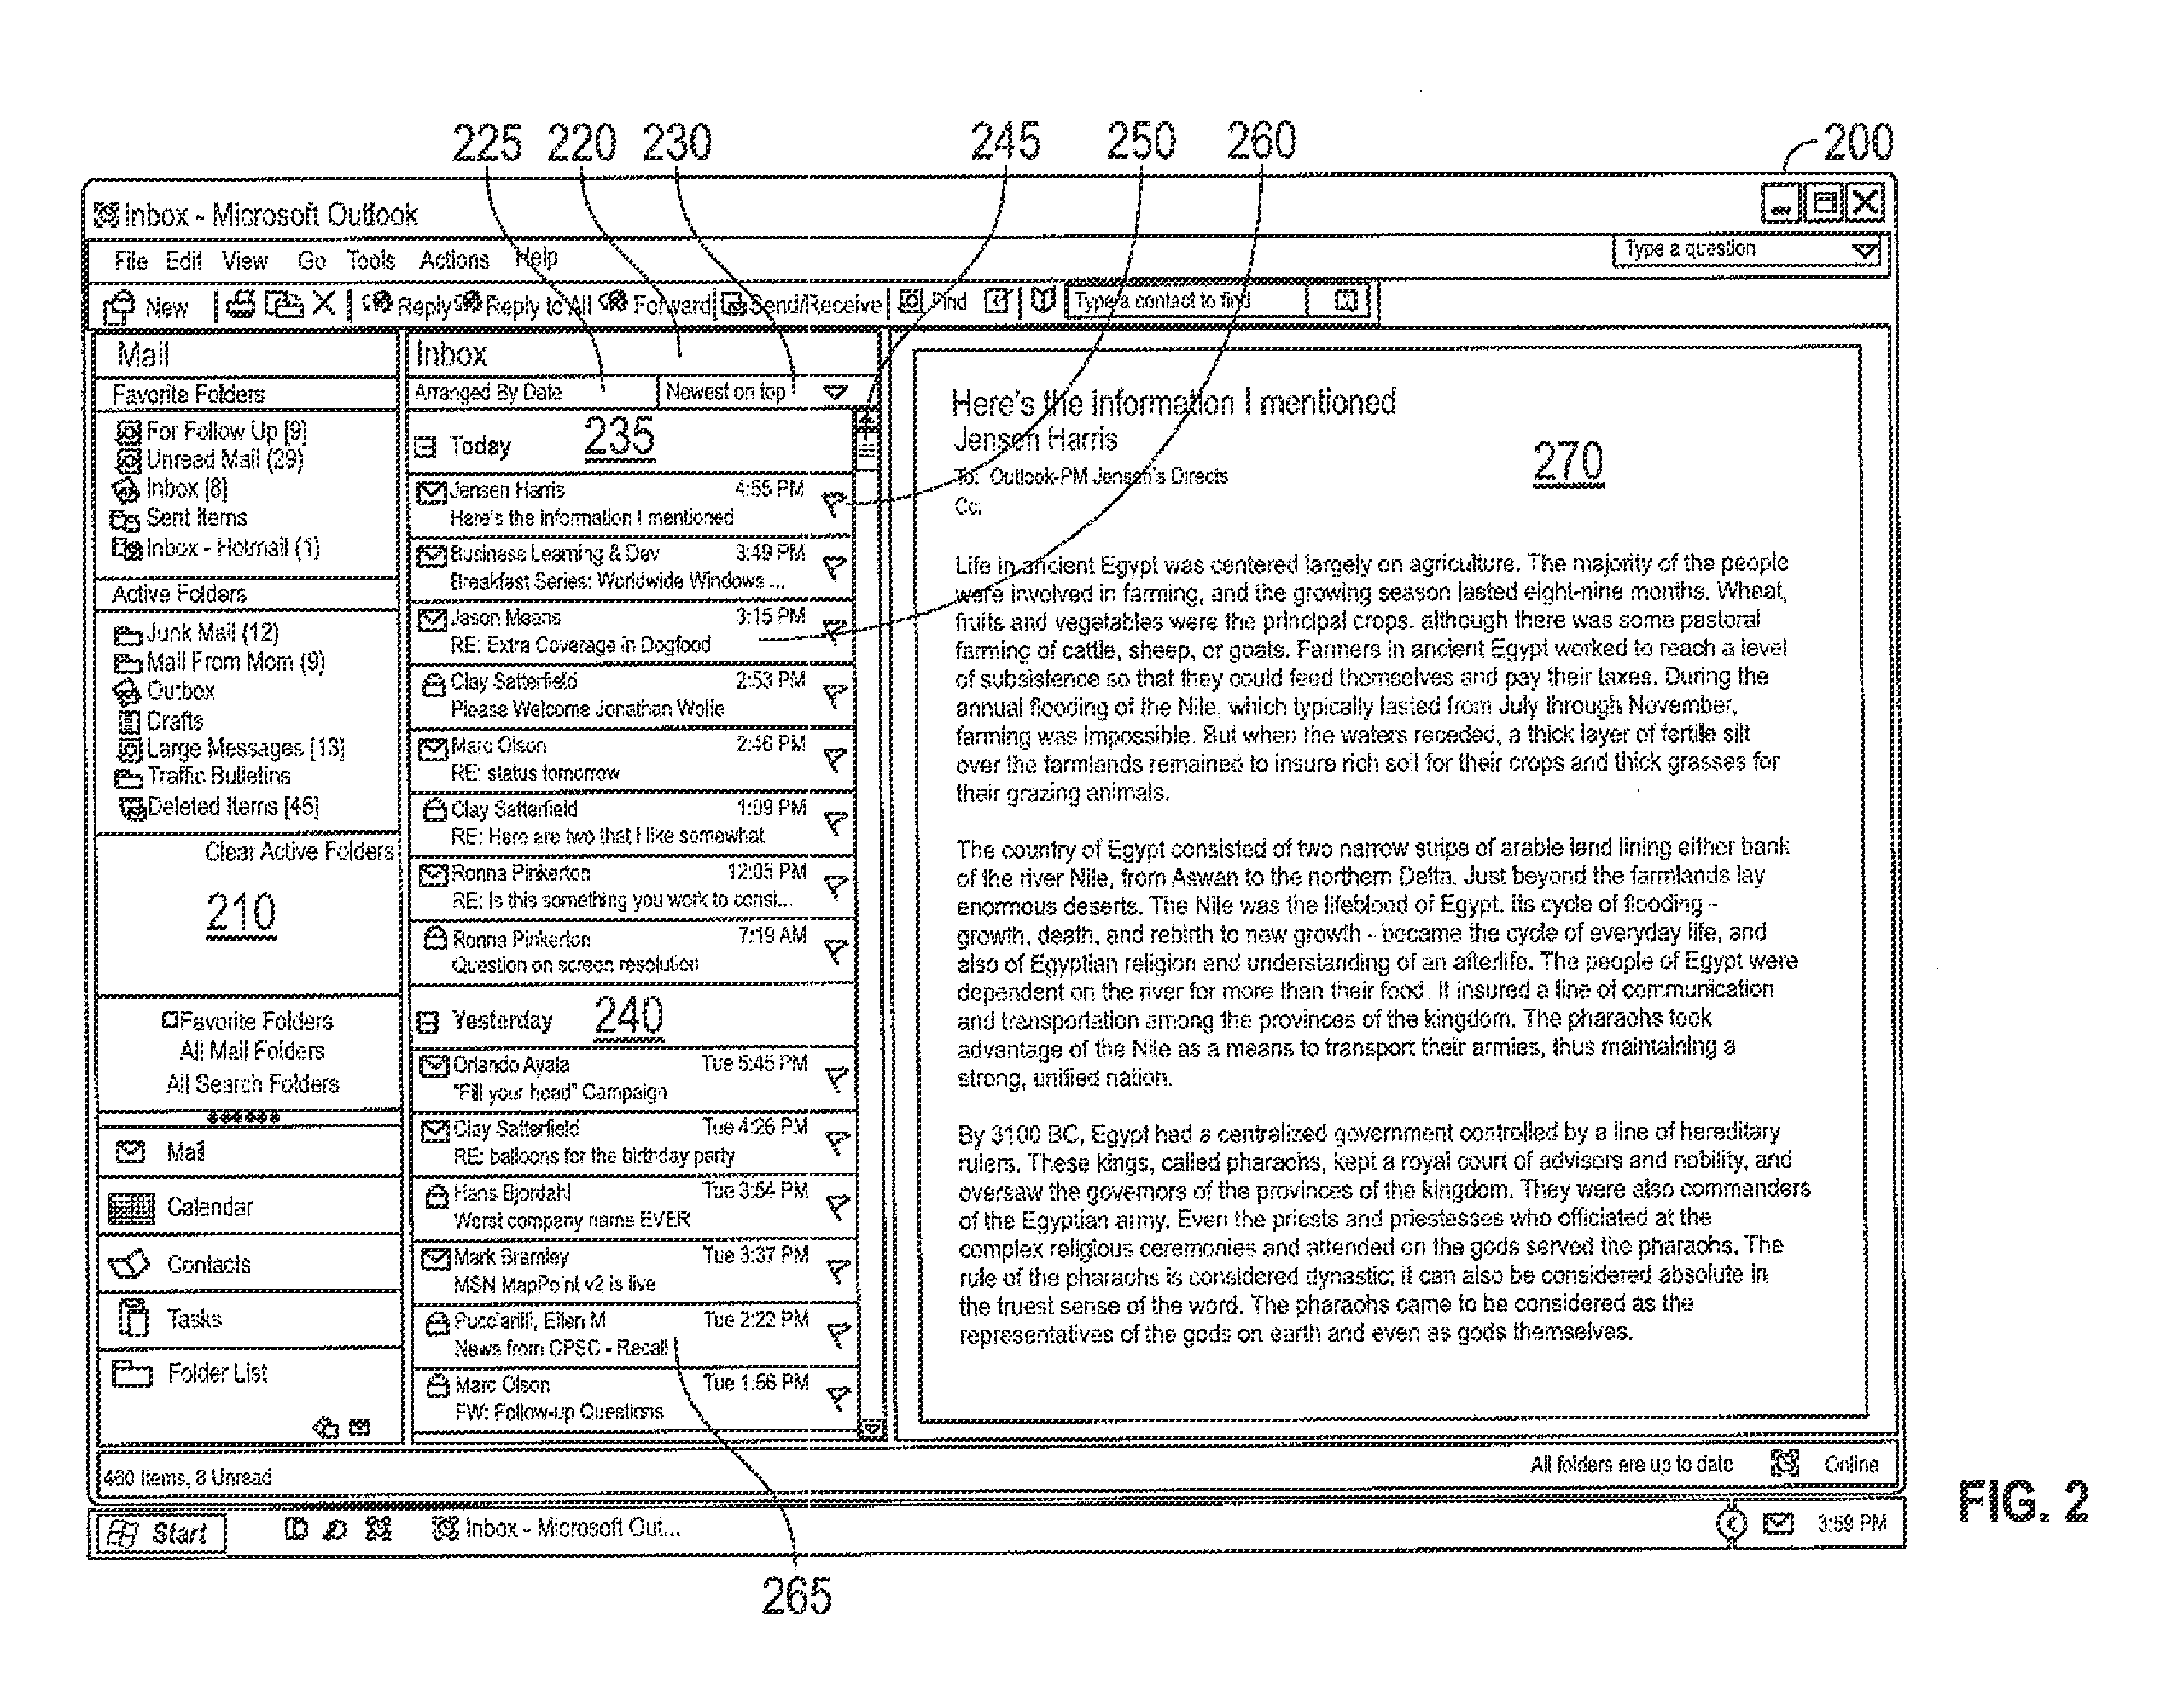 225 220 230 245 250 260 200
Inbox - Microsoft Outlook
File Edit View Go Tools Actions Help
Type a question
New Reply Reply to All Forward Send/Receive Find Type a contact to find
Mail
Favorite Folders
For Follow Up [9]
Unread Mail (29)
Inbox [8]
Sent Items
Inbox - Hotmail (1)
Active Folders
Junk Mail (12)
Mail From Mom (9)
Outbox
Drafts
Large Messages [13]
Traffic Bulletins
Deleted Items [45]
Clear Active Folders
210
Favorite Folders
All Mail Folders
All Search Folders
Mail
Calendar
Contacts
Tasks
Folder List
Inbox
Arranged By Date Newest on top
Today 235
Jensen Harris 4:55 PM
Here's the information I mentioned
Business Learning & Dev 3:49 PM
Breakfast Series: Worldwide Windows ...
Jason Means 3:15 PM
RE: Extra Coverage in Dogfood
Clay Satterfield 2:53 PM
Please Welcome Jonathan Wolfe
Marc Olson 2:46 PM
RE: status tomorrow
Clay Satterfield 1:09 PM
RE: Here are two that I like somewhat
Ronna Pinkerton 12:05 PM
RE: Is this something you work to consi...
Ronna Pinkerton 7:19 AM
Question on screen resolution
Yesterday 240
Orlando Ayala Tue 5:45 PM
"Fill your head" Campaign
Clay Satterfield Tue 4:26 PM
RE: balloons for the birthday party
Hans Bjordahl Tue 3:54 PM
Worst company name EVER
Mark Bramley Tue 3:37 PM
MSN MapPoint v2 is live
Pucciarilli, Ellen M Tue 2:22 PM
News from CPSC - Recall
Marc Olson Tue 1:56 PM
FW: Follow-up Questions
Here's the information I mentioned
Jensen Harris
270
To: Outlook-PM Jensen's Directs
Cc:
Life in ancient Egypt was centered largely on agriculture. The majority of the people
were involved in farming, and the growing season lasted eight-nine months. Wheat,
fruits and vegetables were the principal crops, although there was some pastoral
farming of cattle, sheep, or goats. Farmers in ancient Egypt worked to reach a level
of subsistence so that they could feed themselves and pay their taxes. During the
annual flooding of the Nile, which typically lasted from July through November,
farming was impossible. But when the waters receded, a thick layer of fertile silt
over the farmlands remained to insure rich soil for their crops and thick grasses for
their grazing animals.
The country of Egypt consisted of two narrow strips of arable land lining either bank
of the river Nile, from Aswan to the northern Delta. Just beyond the farmlands lay
enormous deserts. The Nile was the lifeblood of Egypt. Its cycle of flooding -
growth, death, and rebirth to new growth - became the cycle of everyday life, and
also of Egyptian religion and understanding of an afterlife. The people of Egypt were
dependent on the river for more than their food. It insured a line of communication
and transportation among the provinces of the kingdom. The pharaohs took
advantage of the Nile as a means to transport their armies, thus maintaining a
strong, unified nation.
By 3100 BC, Egypt had a centralized government controlled by a line of hereditary
rulers. These kings, called pharaohs, kept a royal court of advisors and nobility, and
oversaw the governors of the provinces of the kingdom. They were also commanders
of the Egyptian army. Even the priests and priestesses who officiated at the
complex religious ceremonies and attended on the gods served the pharaohs. The
rule of the pharaohs is considered dynastic; it can also be considered absolute in
the truest sense of the word. The pharaohs came to be considered as the
representatives of the gods on earth and even as gods themselves.
460 Items, 8 Unread
All folders are up to date Online
Start Inbox - Microsoft Out... 3:59 PM
265
FIG. 2